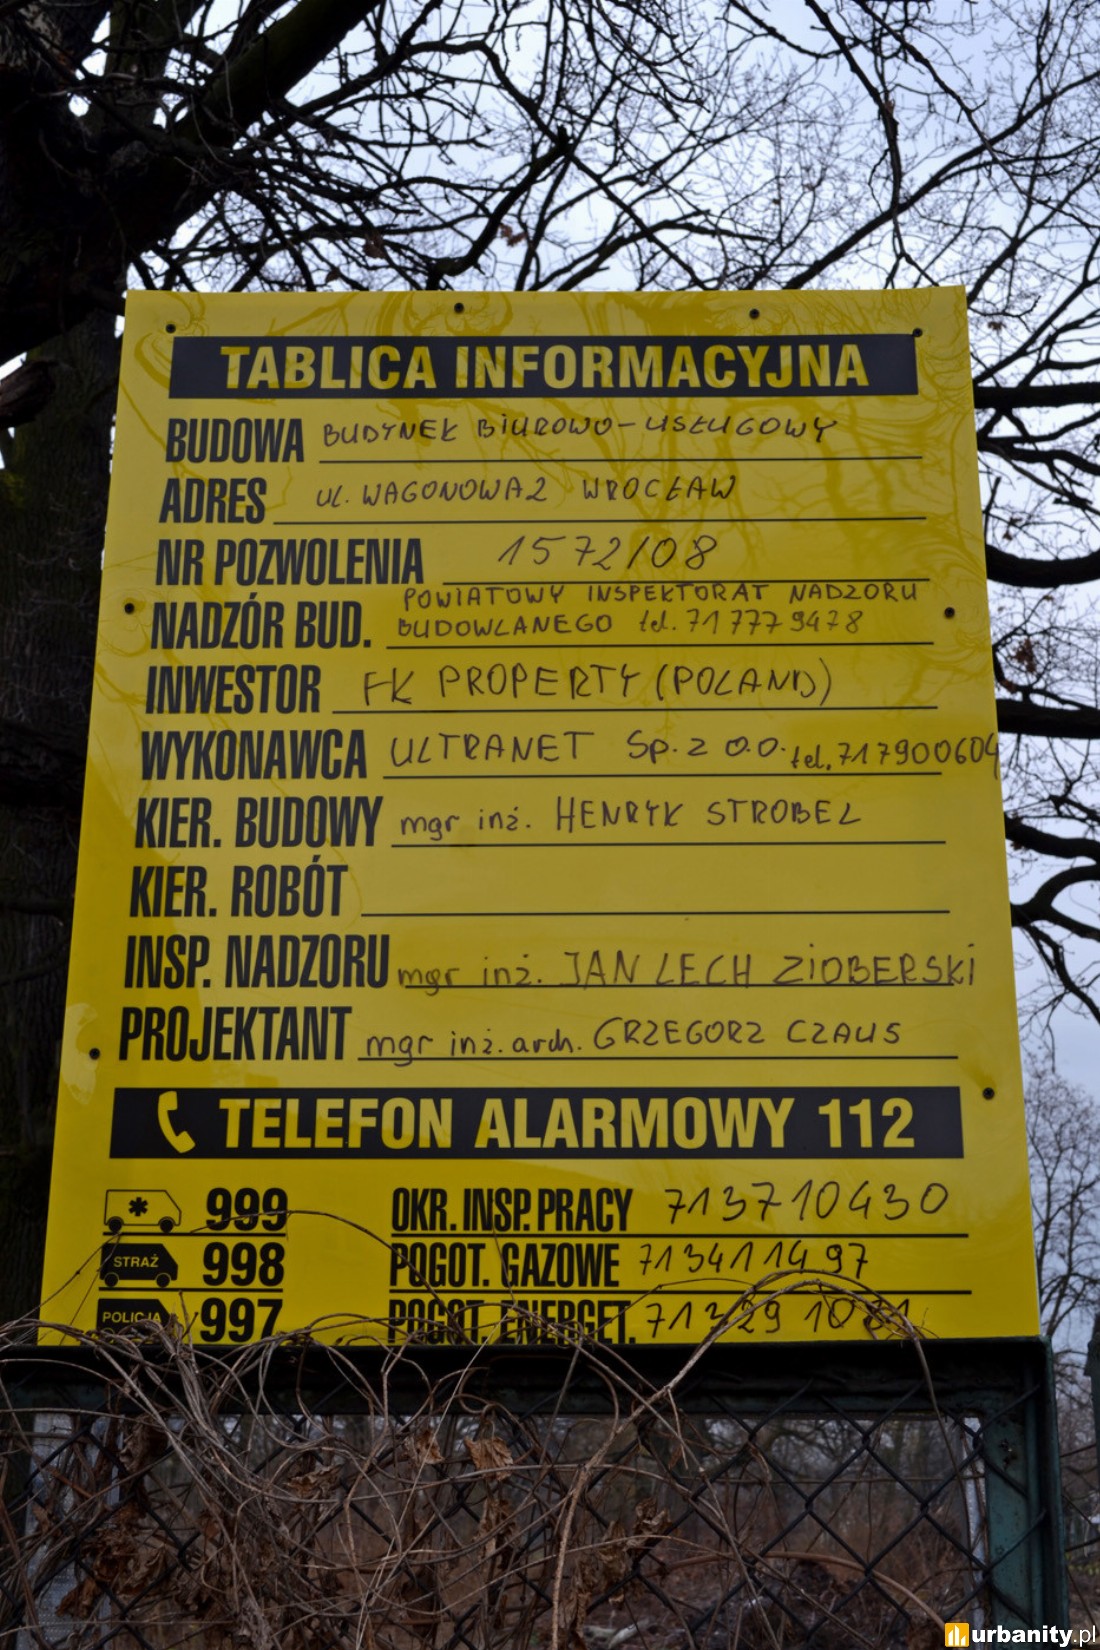 TABLICA INFORMACYJNA
BUDOWA BUDYNEK BIUROWO-USŁUGOWY
ADRES ul. WAGONOWA 2 WROCŁAW
NR POZWOLENIA 1572/08
NADZÓR BUD. POWIATOWY INSPEKTORAT NADZORU
BUDOWLANEGO tel. 71 777 9478
INWESTOR FK PROPERTY (POLAND)
WYKONAWCA ULTRANET Sp. z o.o. tel. 717900604
KIER. BUDOWY mgr inż. HENRYK STROBEL
KIER. ROBÓT
INSP. NADZORU mgr inż. JAN LECH ZIOBERSKI
PROJEKTANT mgr inż. arch. GRZEGORZ CZAUS
TELEFON ALARMOWY 112
999 OKR. INSP. PRACY 713710430
STRAŻ 998 POGOT. GAZOWE 713411497
POLICJA 997 POGOT. ENERGET.
urbanity.pl